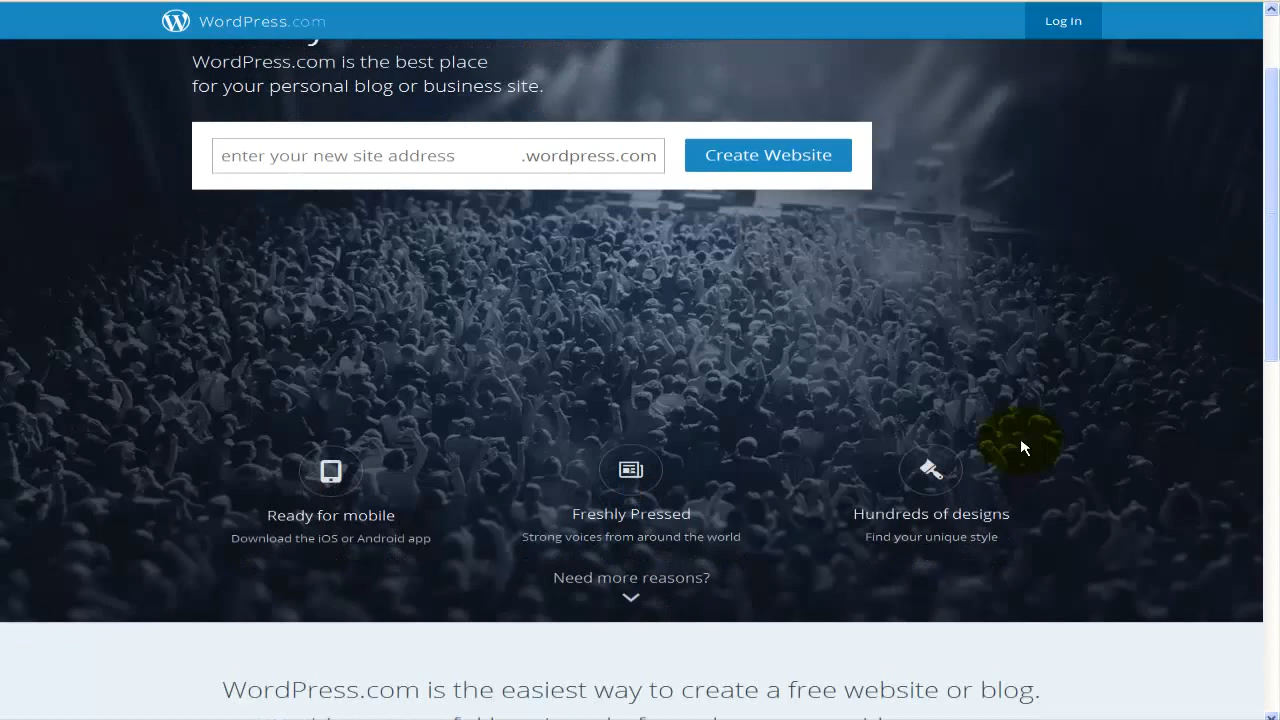 WordPress.com
Log In
WordPress.com is the best place
for your personal blog or business site.
enter your new site address
.wordpress.com
Create Website
Ready for mobile
Download the iOS or Android app
Freshly Pressed
Strong voices from around the world
Hundreds of designs
Find your unique style
Need more reasons?
WordPress.com is the easiest way to create a free website or blog.